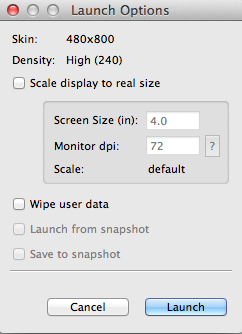 Launch Options
Skin: 480x800
Density: High (240)
Scale display to real size
Screen Size (in): 4.0
Monitor dpi: 72 ?
Scale: default
Wipe user data
Launch from snapshot
Save to snapshot
Cancel Launch